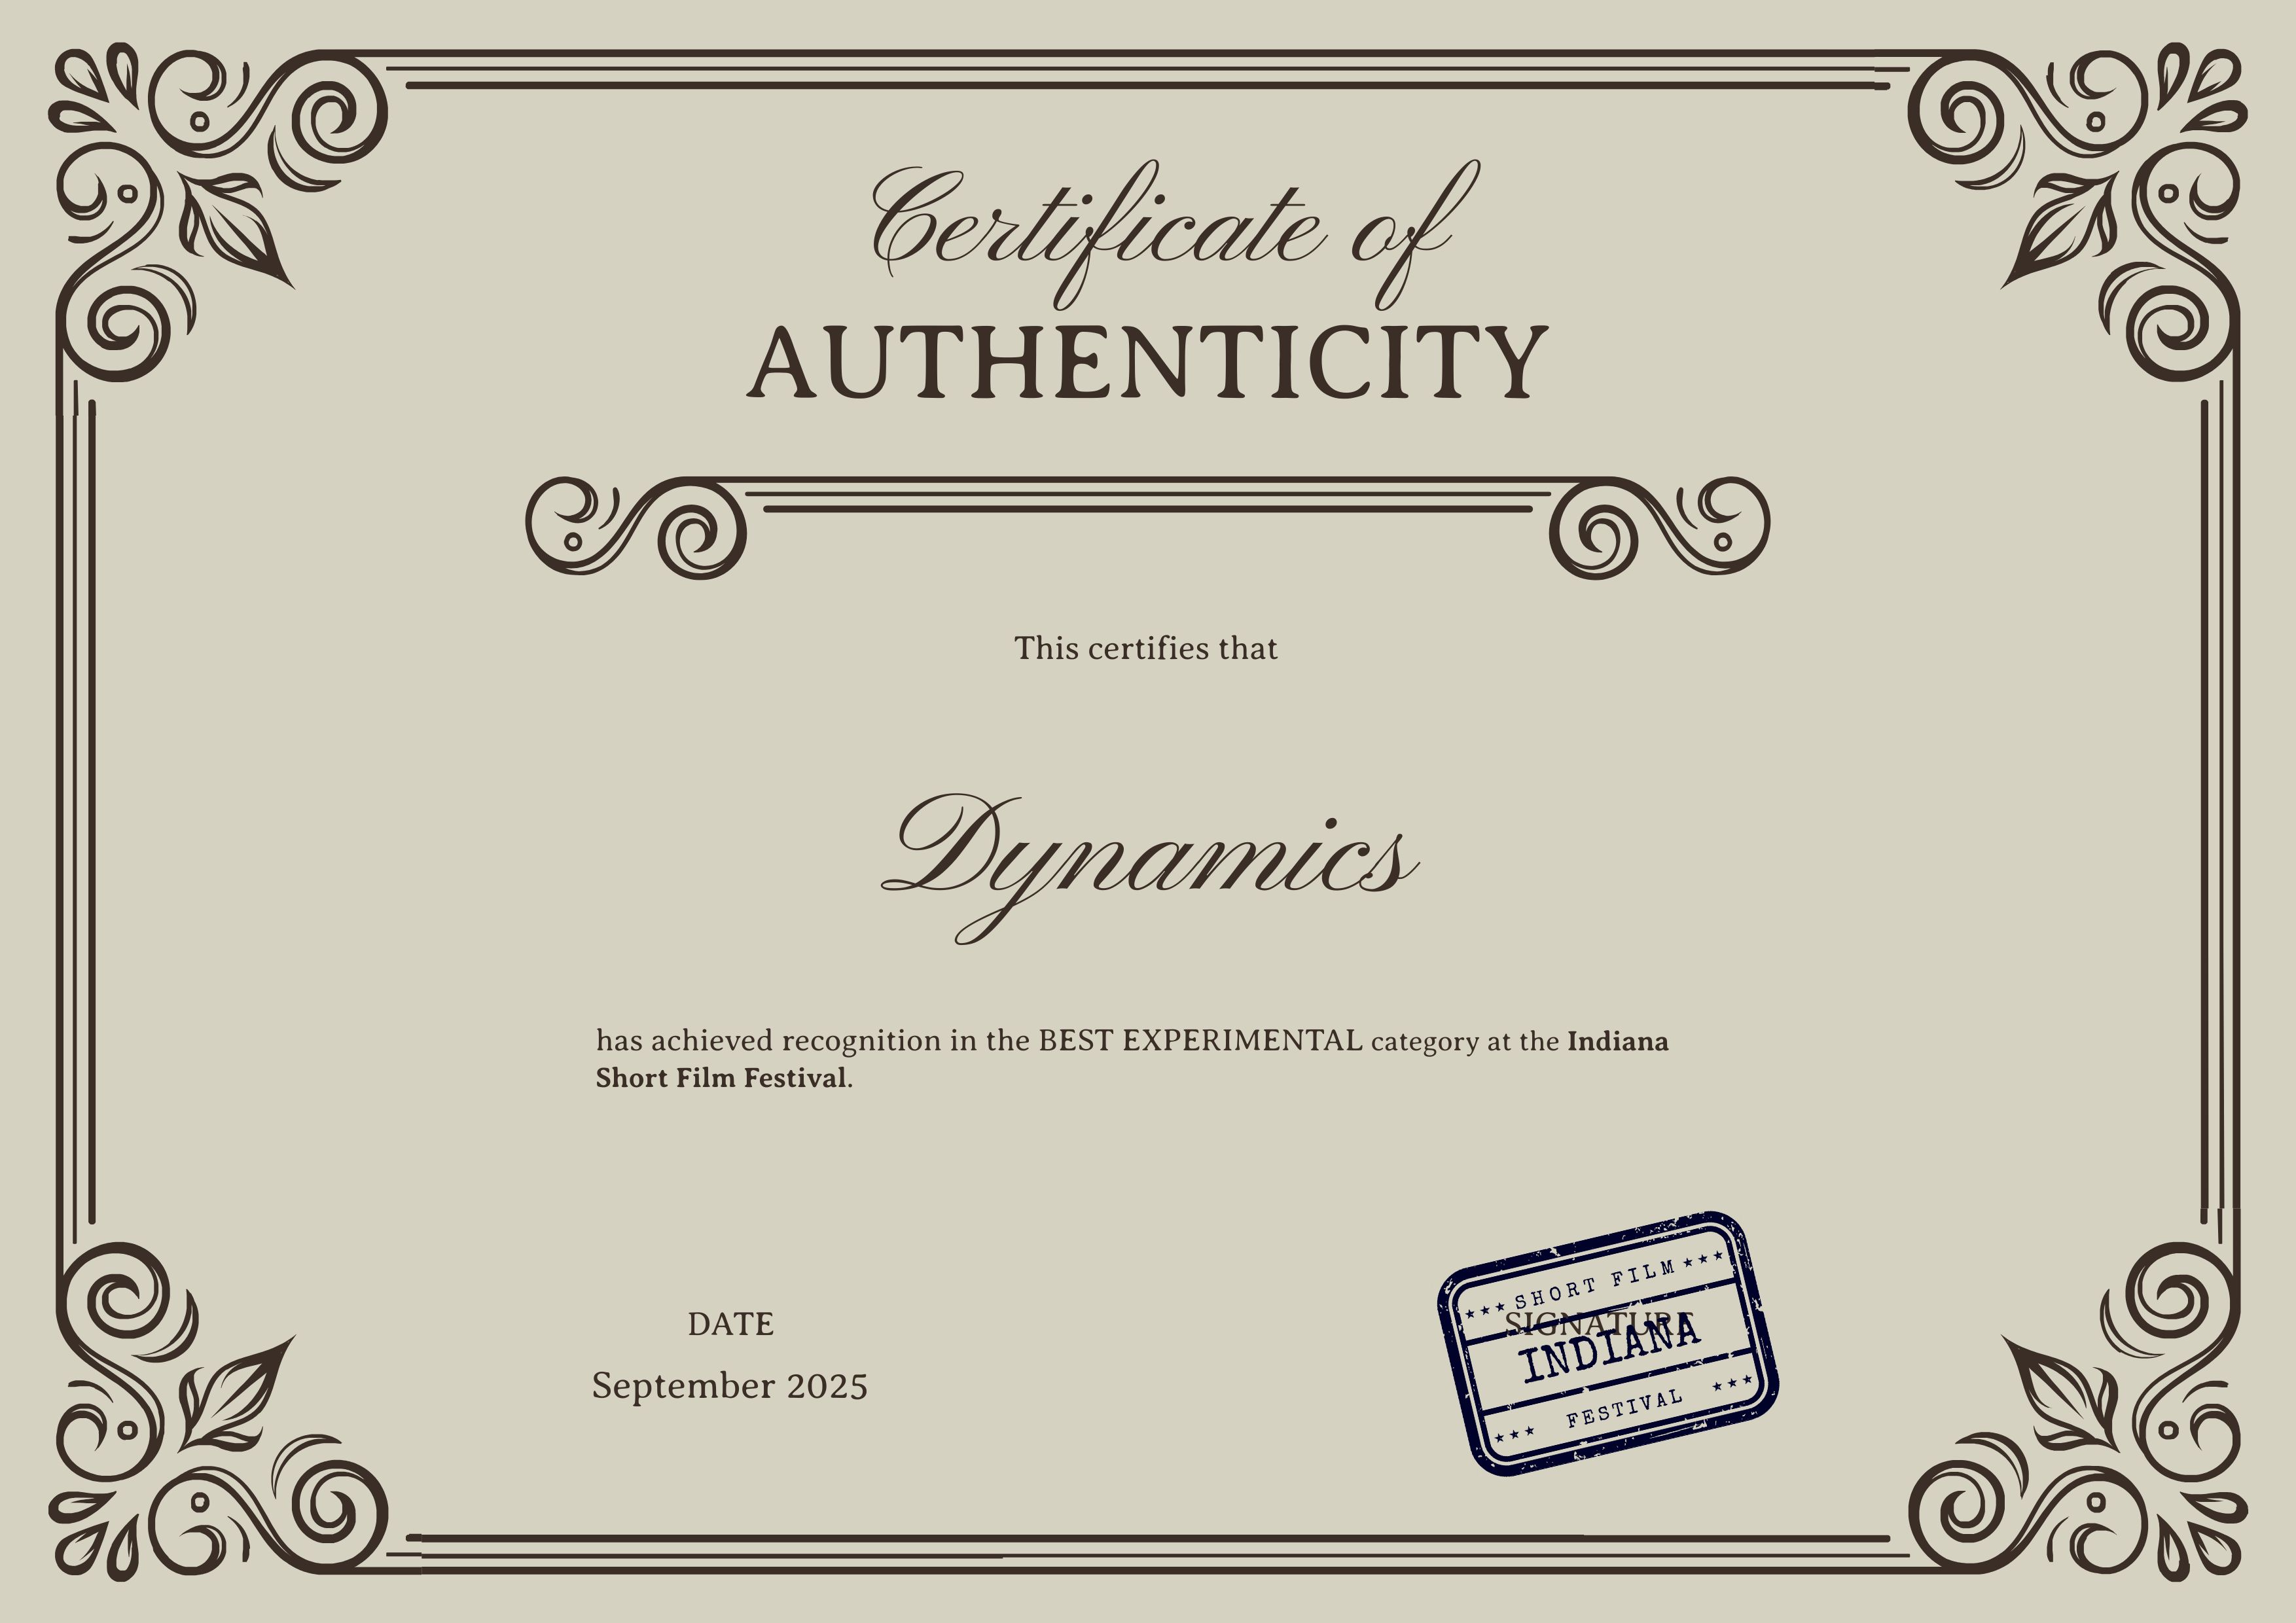 Certificate of
AUTHENTICITY
This certifies that
Dynamics
has achieved recognition in the BEST EXPERIMENTAL category at the Indiana
Short Film Festival.
DATE
September 2025
SIGNATURE
★★★ SHORT FILM ★★★
INDIANA
★★★ FESTIVAL ★★★